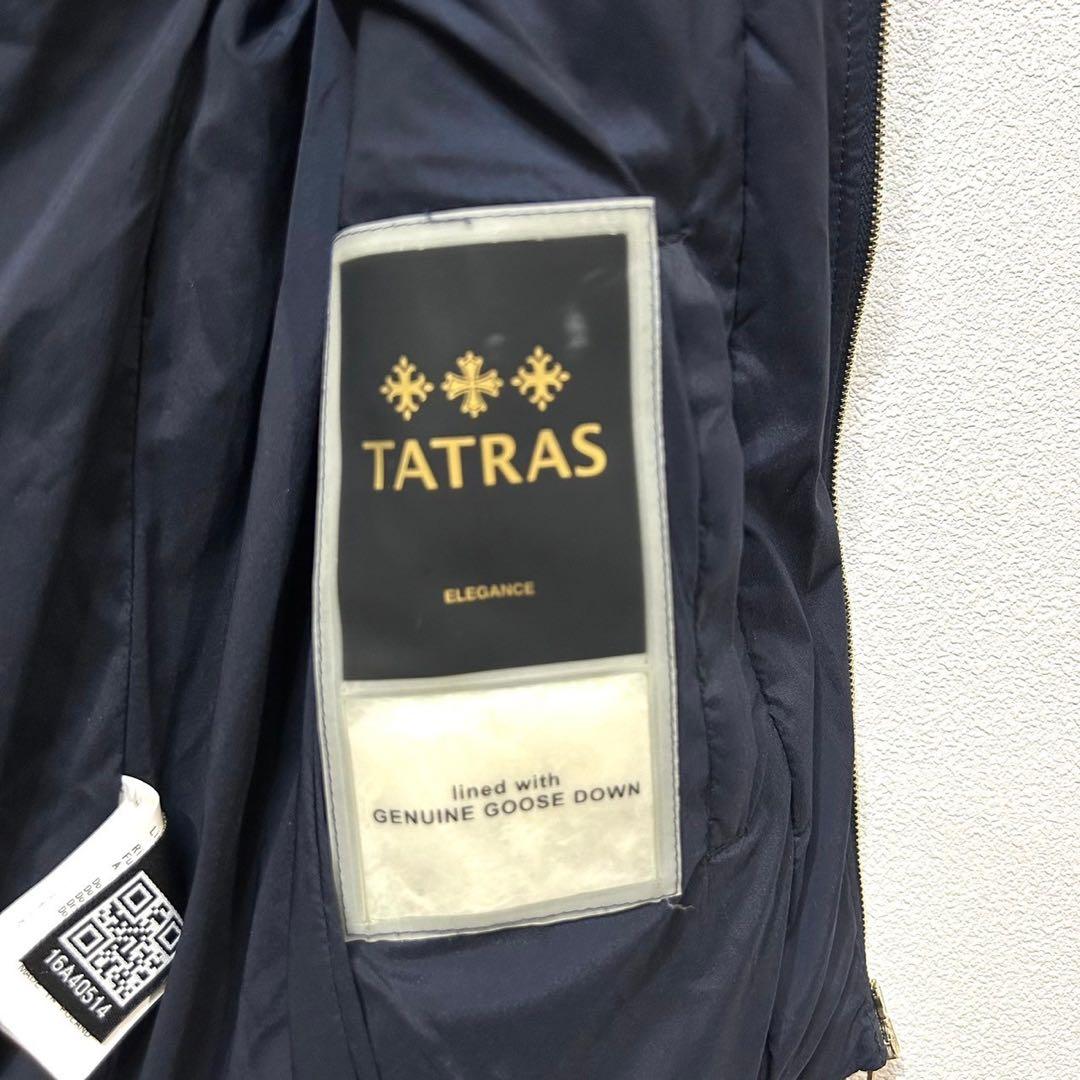 TATRAS
ELEGANCE
lined with
GENUINE GOOSE DOWN
16A40514